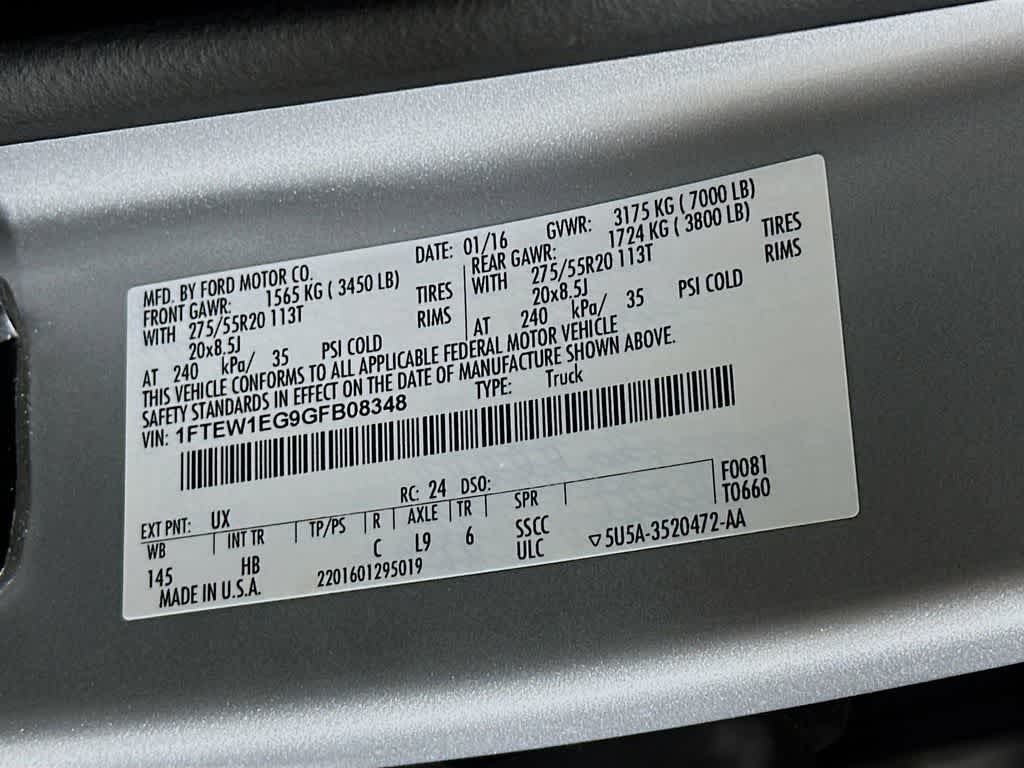 MFD. BY FORD MOTOR CO. DATE: 01/16 GVWR: 3175 KG ( 7000 LB)
FRONT GAWR: 1565 KG ( 3450 LB) REAR GAWR: 1724 KG ( 3800 LB)
WITH 275/55R20 113T TIRES WITH 275/55R20 113T TIRES
20x8.5J RIMS 20x8.5J RIMS
AT 240 kPa/ 35 PSI COLD AT 240 kPa/ 35 PSI COLD
THIS VEHICLE CONFORMS TO ALL APPLICABLE FEDERAL MOTOR VEHICLE
SAFETY STANDARDS IN EFFECT ON THE DATE OF MANUFACTURE SHOWN ABOVE.
VIN: 1FTEW1EG9GFB08348 TYPE: Truck
EXT PNT: UX RC: 24 DSO: F0081
WB INT TR TP/PS R AXLE TR SPR T0660
145 HB C L9 6 SSCC
ULC ▽5U5A-3520472-AA
MADE IN U.S.A. 2201601295019